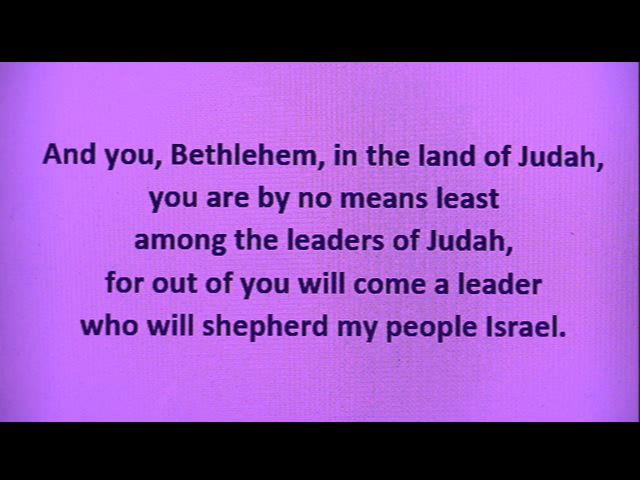 And you, Bethlehem, in the land of Judah,
you are by no means least
among the leaders of Judah,
for out of you will come a leader
who will shepherd my people Israel.